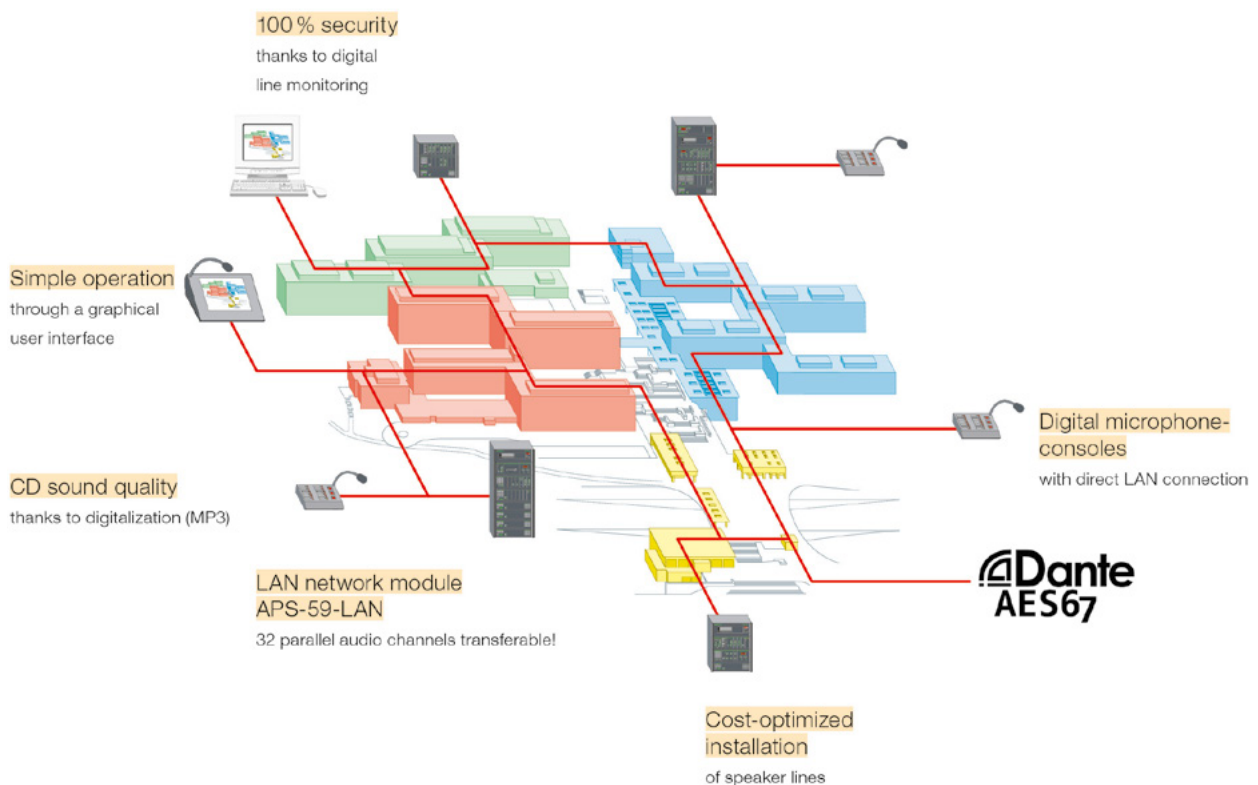 100 % security
thanks to digital
line monitoring
Simple operation
through a graphical
user interface
CD sound quality
thanks to digitalization (MP3)
LAN network module
APS-59-LAN
32 parallel audio channels transferable!
Digital microphone-
consoles
with direct LAN connection
Dante
AES67
Cost-optimized
installation
of speaker lines